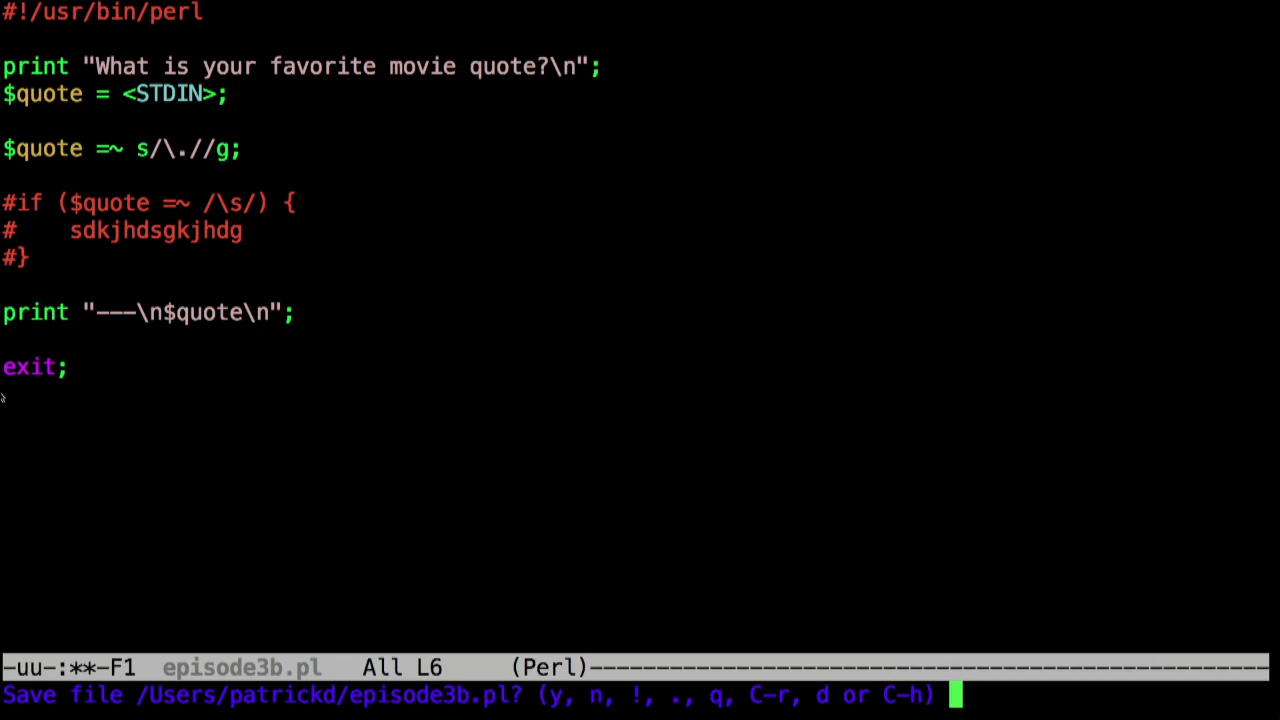 #!/usr/bin/perl
print "What is your favorite movie quote?\n";
$quote = <STDIN>;
$quote =~ s/\.//g;
#if ($quote =~ /\s/) {
#    sdkjhdsgkjhdg
#}
print "---\n$quote\n";
exit;
-uu-:**-F1  episode3b.pl   All L6     (Perl)---------------------------------------------------
Save file /Users/patrickd/episode3b.pl? (y, n, !, ., q, C-r, d or C-h)